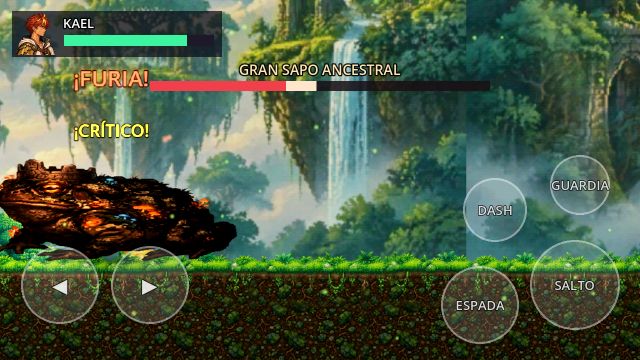 KAEL
¡FURIA!
GRAN SAPO ANCESTRAL
¡CRÍTICO!
GUARDIA
DASH
SALTO
ESPADA